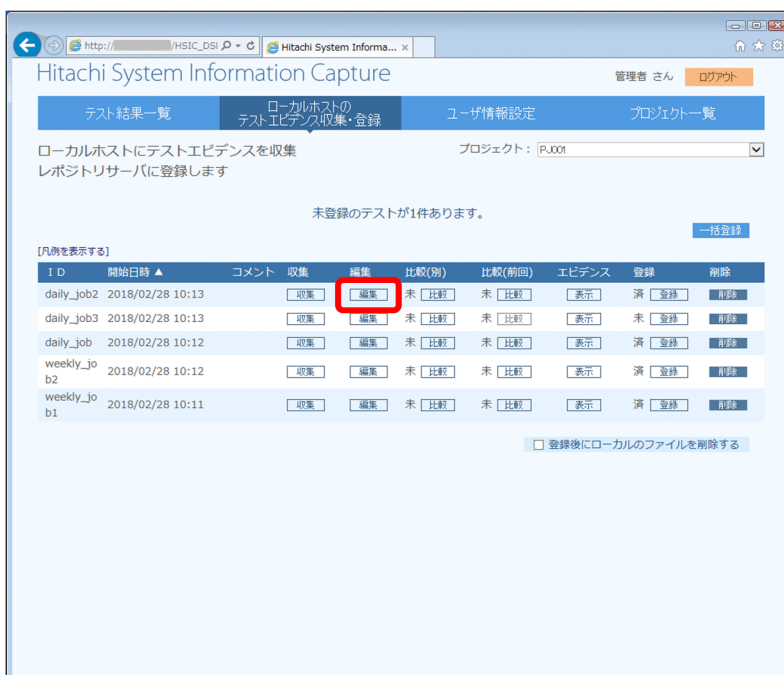 http:// /HSIC_DSI
Hitachi System Informa... ×
Hitachi System Information Capture
管理者 さん ログアウト
テスト結果一覧 ローカルホストの テストエビデンス収集・登録 ユーザ情報設定 プロジェクト一覧
ローカルホストにテストエビデンスを収集
レポジトリサーバに登録します
プロジェクト： PJ001
未登録のテストが1件あります。
一括登録
[凡例を表示する]
ＩＤ 開始日時 ▲ コメント 収集 編集 比較(別) 比較(前回) エビデンス 登録 削除
daily_job2 2018/02/28 10:13 収集 編集 未 比較 未 比較 表示 済 登録 削除
daily_job3 2018/02/28 10:13 収集 編集 未 比較 未 比較 表示 未 登録 削除
daily_job 2018/02/28 10:12 収集 編集 未 比較 未 比較 表示 済 登録 削除
weekly_jo
b2 2018/02/28 10:12 収集 編集 未 比較 未 比較 表示 済 登録 削除
weekly_jo
b1 2018/02/28 10:11 収集 編集 未 比較 未 比較 表示 済 登録 削除
登録後にローカルのファイルを削除する